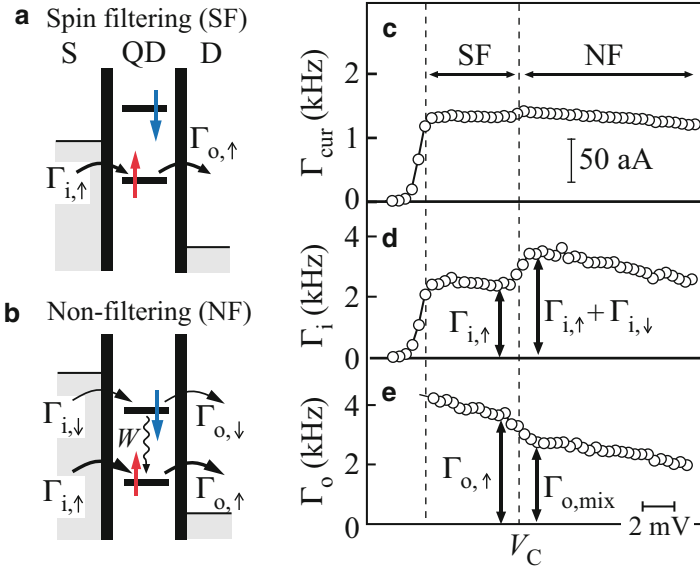 a Spin filtering (SF)
S QD D
Γi,↑
Γo,↑
b Non-filtering (NF)
Γi,↓
W
Γo,↓
Γi,↑
Γo,↑
c
SF
NF
Γcur (kHz)
2
1
0
50 aA
d
Γi (kHz)
4
2
0
Γi,↑
Γi,↑ + Γi,↓
e
Γo (kHz)
4
2
0
Γo,↑
Γo,mix
2 mV
VC